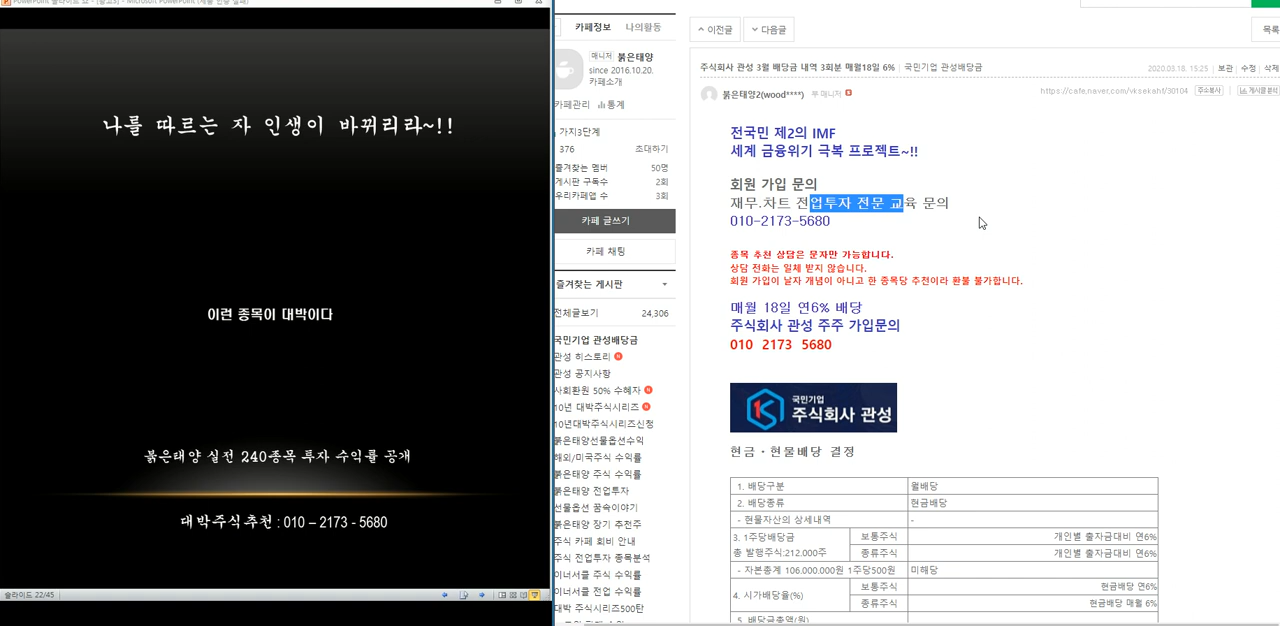 나를 따르는 자 인생이 바뀌리라~!!
이런 종목이 대박이다
붉은태양 실전 240종목 투자 수익률 공개
대박주식추천 : 010 – 2173 - 5680
슬라이드 22/45
카페정보 나의활동
매니저 붉은태양
since 2016.10.20.
카페소개
카페관리 통계
가지3단계
376 초대하기
즐겨찾는 멤버 50명
게시판 구독수 2회
우리카페앱 수 3회
카페 글쓰기
카페 채팅
즐겨찾는 게시판
전체글보기 24,306
국민기업 관성배당금
관성 히스토리
관성 공지사항
사회환원 50% 수혜자
10년 대박주식시리즈
10년대박주식시리즈신청
붉은태양선물옵션수익
해외/미국주식 수익률
붉은태양 주식 수익률
붉은태양 전업투자
선물옵션 꿈속이야기
붉은태양 장기 추천주
주식 카페 회비 안내
주식 전업투자 종목분석
이너서클 주식 수익률
이너서클 전업 수익률
대박 주식시리즈500탄
이전글 다음글 목록
주식회사 관성 3월 배당금 내역 3회분 매월18일 6% | 국민기업 관성배당금
2020.03.18. 15:25 보관 수정 삭제
붉은태양2(wood****) 부매니저
https://cafe.naver.com/vksekahf/30104 주소복사 게시글 분석
전국민 제2의 IMF
세계 금융위기 극복 프로젝트~!!
회원 가입 문의
재무.차트 전업투자 전문 교육 문의
010-2173-5680
종목 추천 상담은 문자만 가능합니다.
상담 전화는 일체 받지 않습니다.
회원 가입이 날자 개념이 아니고 한 종목당 추천이라 환불 불가합니다.
매월 18일 연6% 배당
주식회사 관성 주주 가입문의
010 2173 5680
국민기업
주식회사 관성
현금・현물배당 결정
1. 배당구분 월배당
2. 배당종류 현금배당
- 현물자산의 상세내역 -
3. 1주당배당금 보통주식 개인별 출자금대비 연6%
총 발행주식:212.000주 종류주식 개인별 출자금대비 연6%
- 자본총계 106.000.000원 1주당500원 미해당
4. 시가배당율(%) 보통주식 현금배당 연6%
종류주식 현금배당 매월 6%
5. 배당금총액(원)